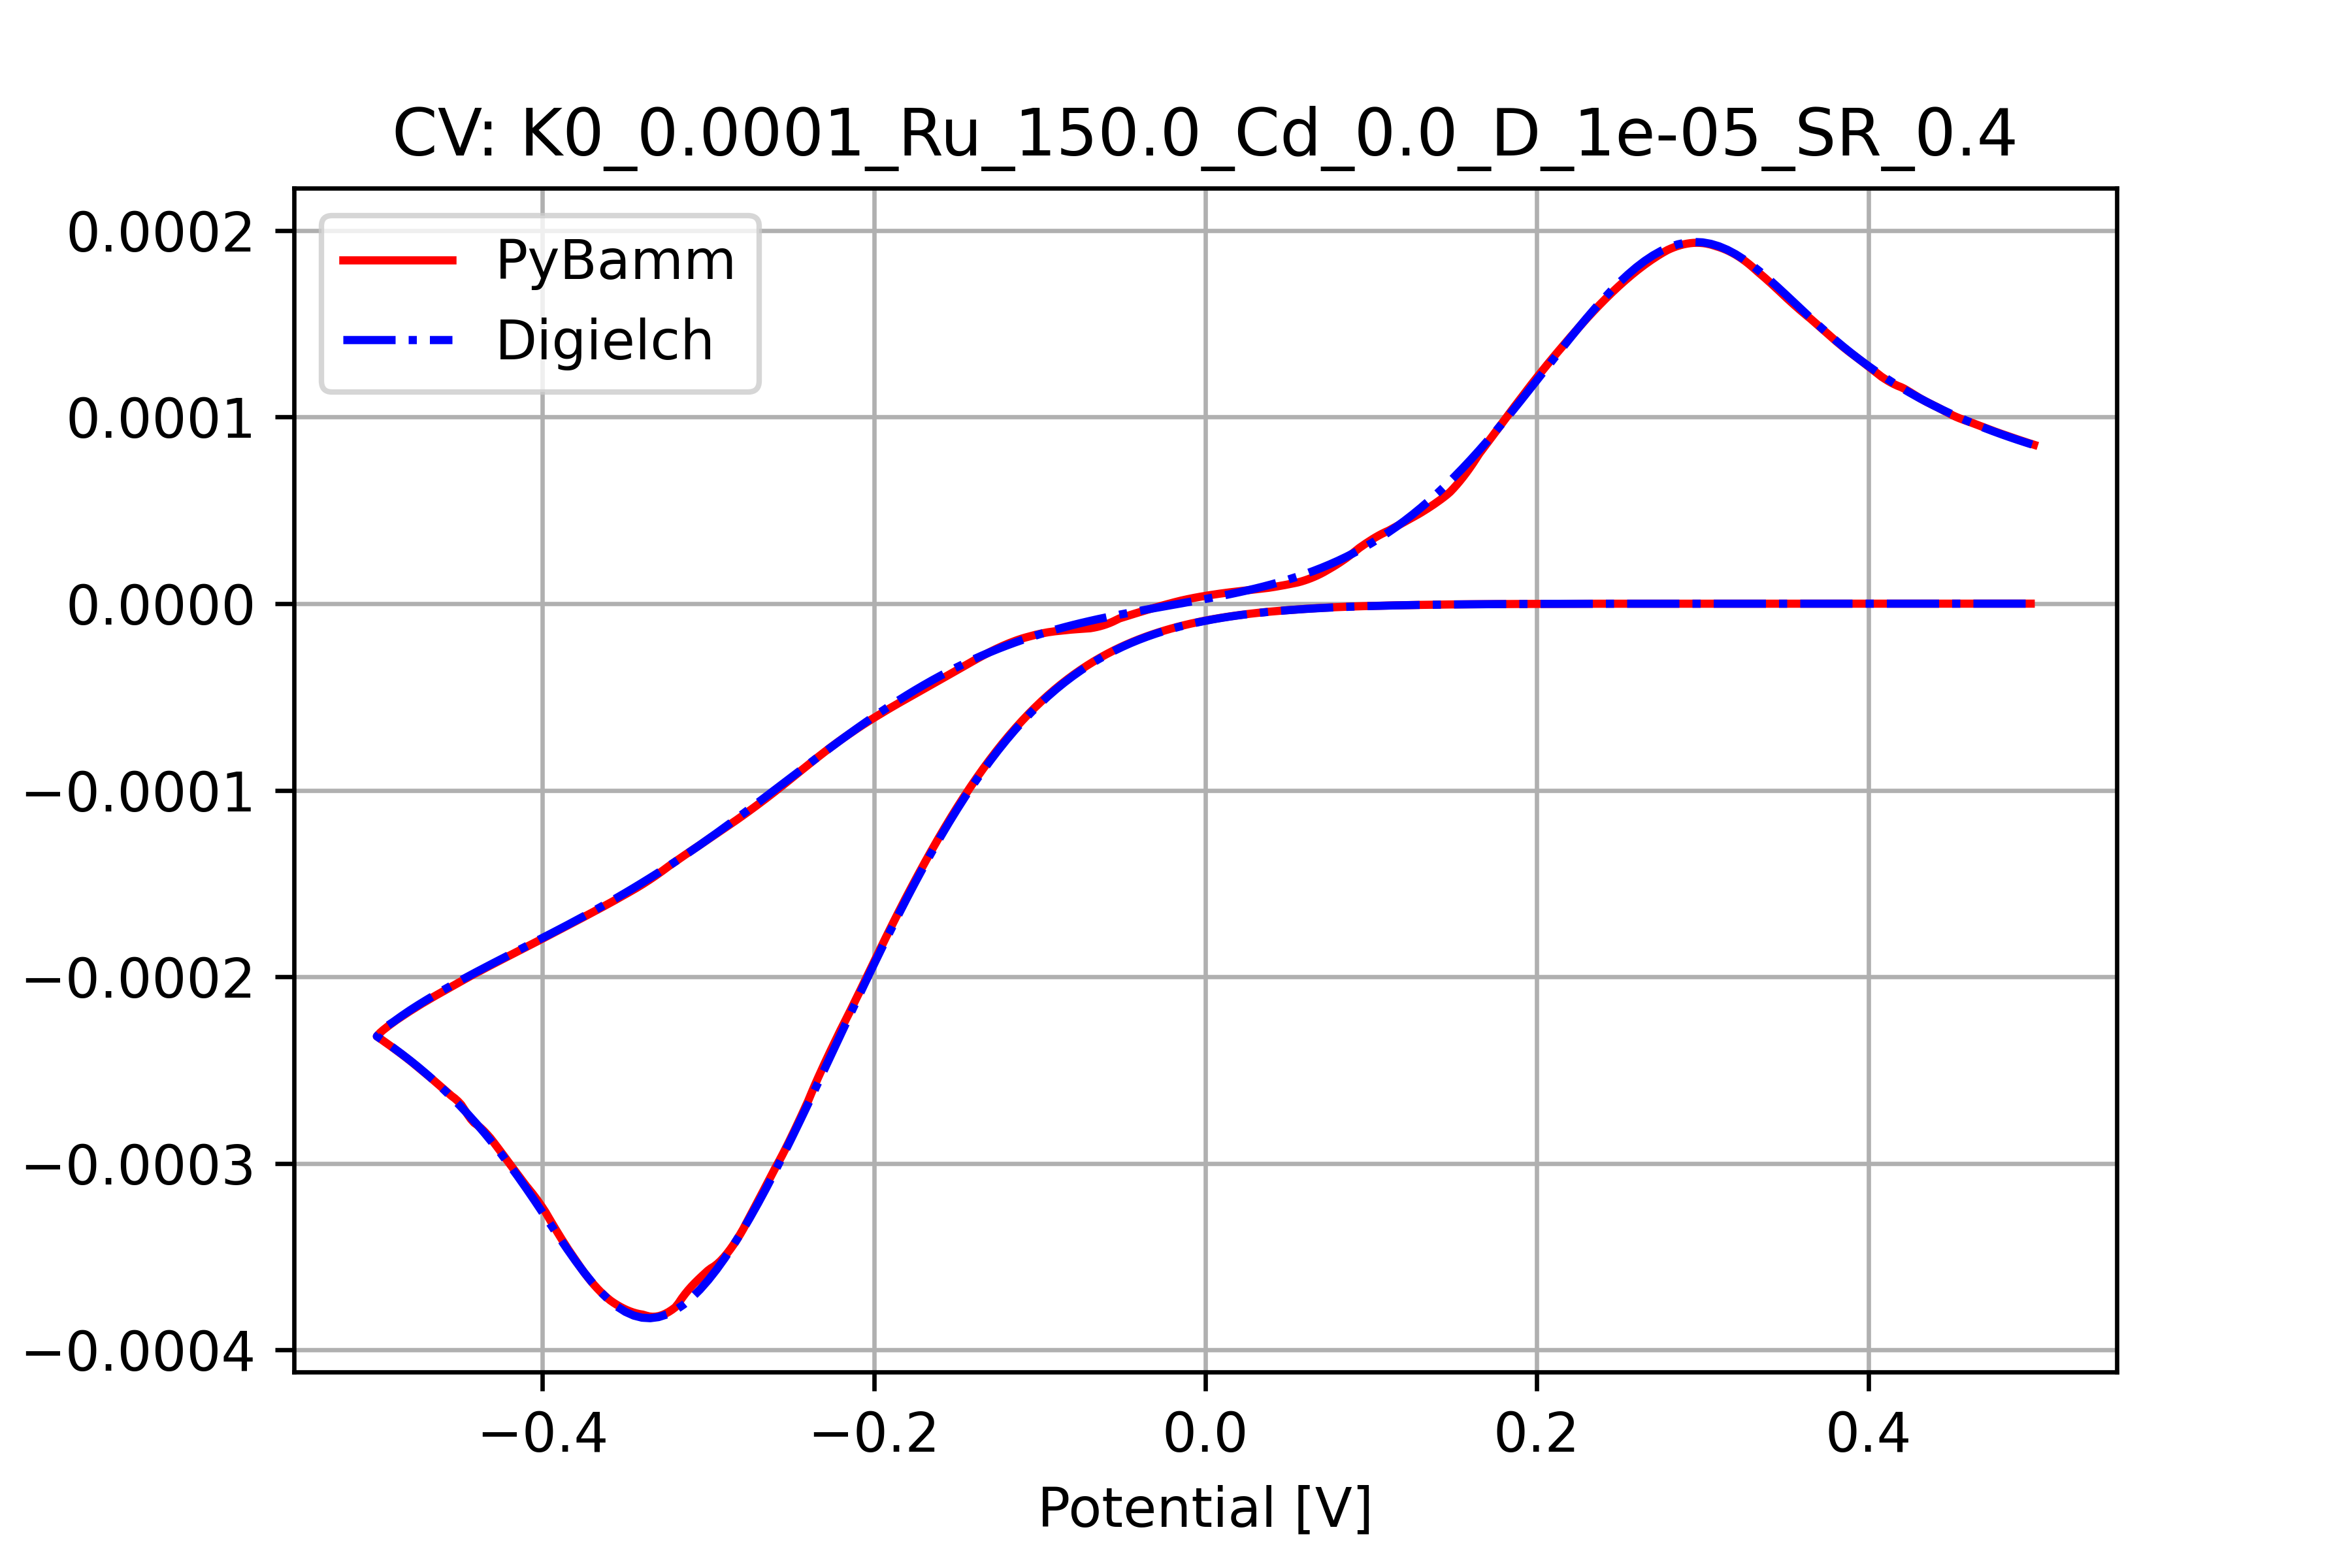 CV: K0_0.0001_Ru_150.0_Cd_0.0_D_1e-05_SR_0.4
PyBamm
Digielch
0.0002
0.0001
0.0000
−0.0001
−0.0002
−0.0003
−0.0004
−0.4 −0.2 0.0 0.2 0.4
Potential [V]